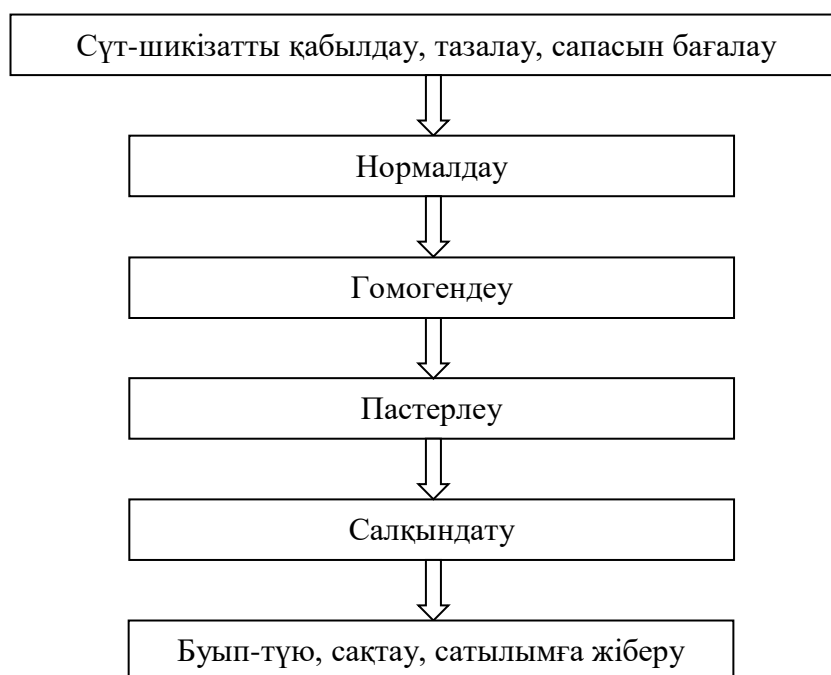 Сүт-шикізатты қабылдау, тазалау, сапасын бағалау
Нормалдау
Гомогендеу
Пастерлеу
Салқындату
Буып-түю, сақтау, сатылымға жіберу